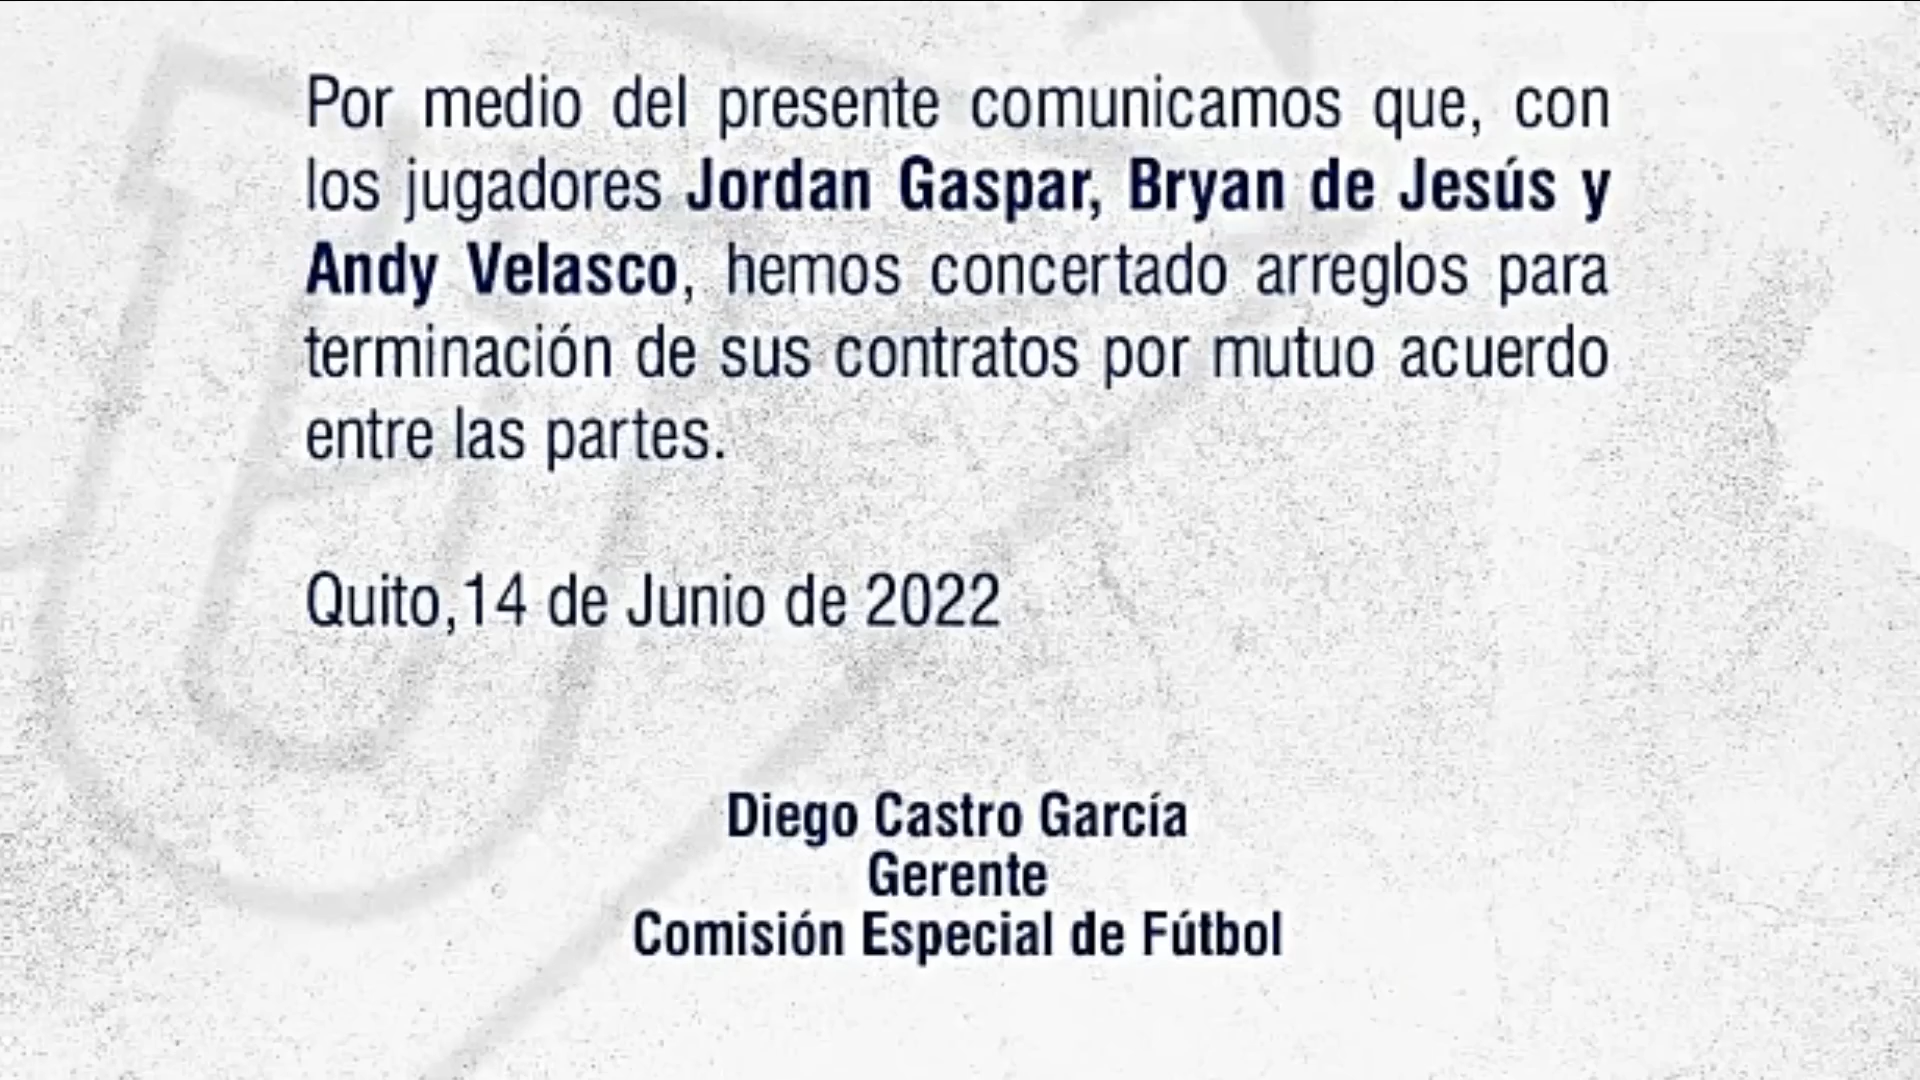 Por medio del presente comunicamos que, con
los jugadores Jordan Gaspar, Bryan de Jesús y
Andy Velasco, hemos concertado arreglos para
terminación de sus contratos por mutuo acuerdo
entre las partes.
Quito,14 de Junio de 2022
Diego Castro García
Gerente
Comisión Especial de Fútbol